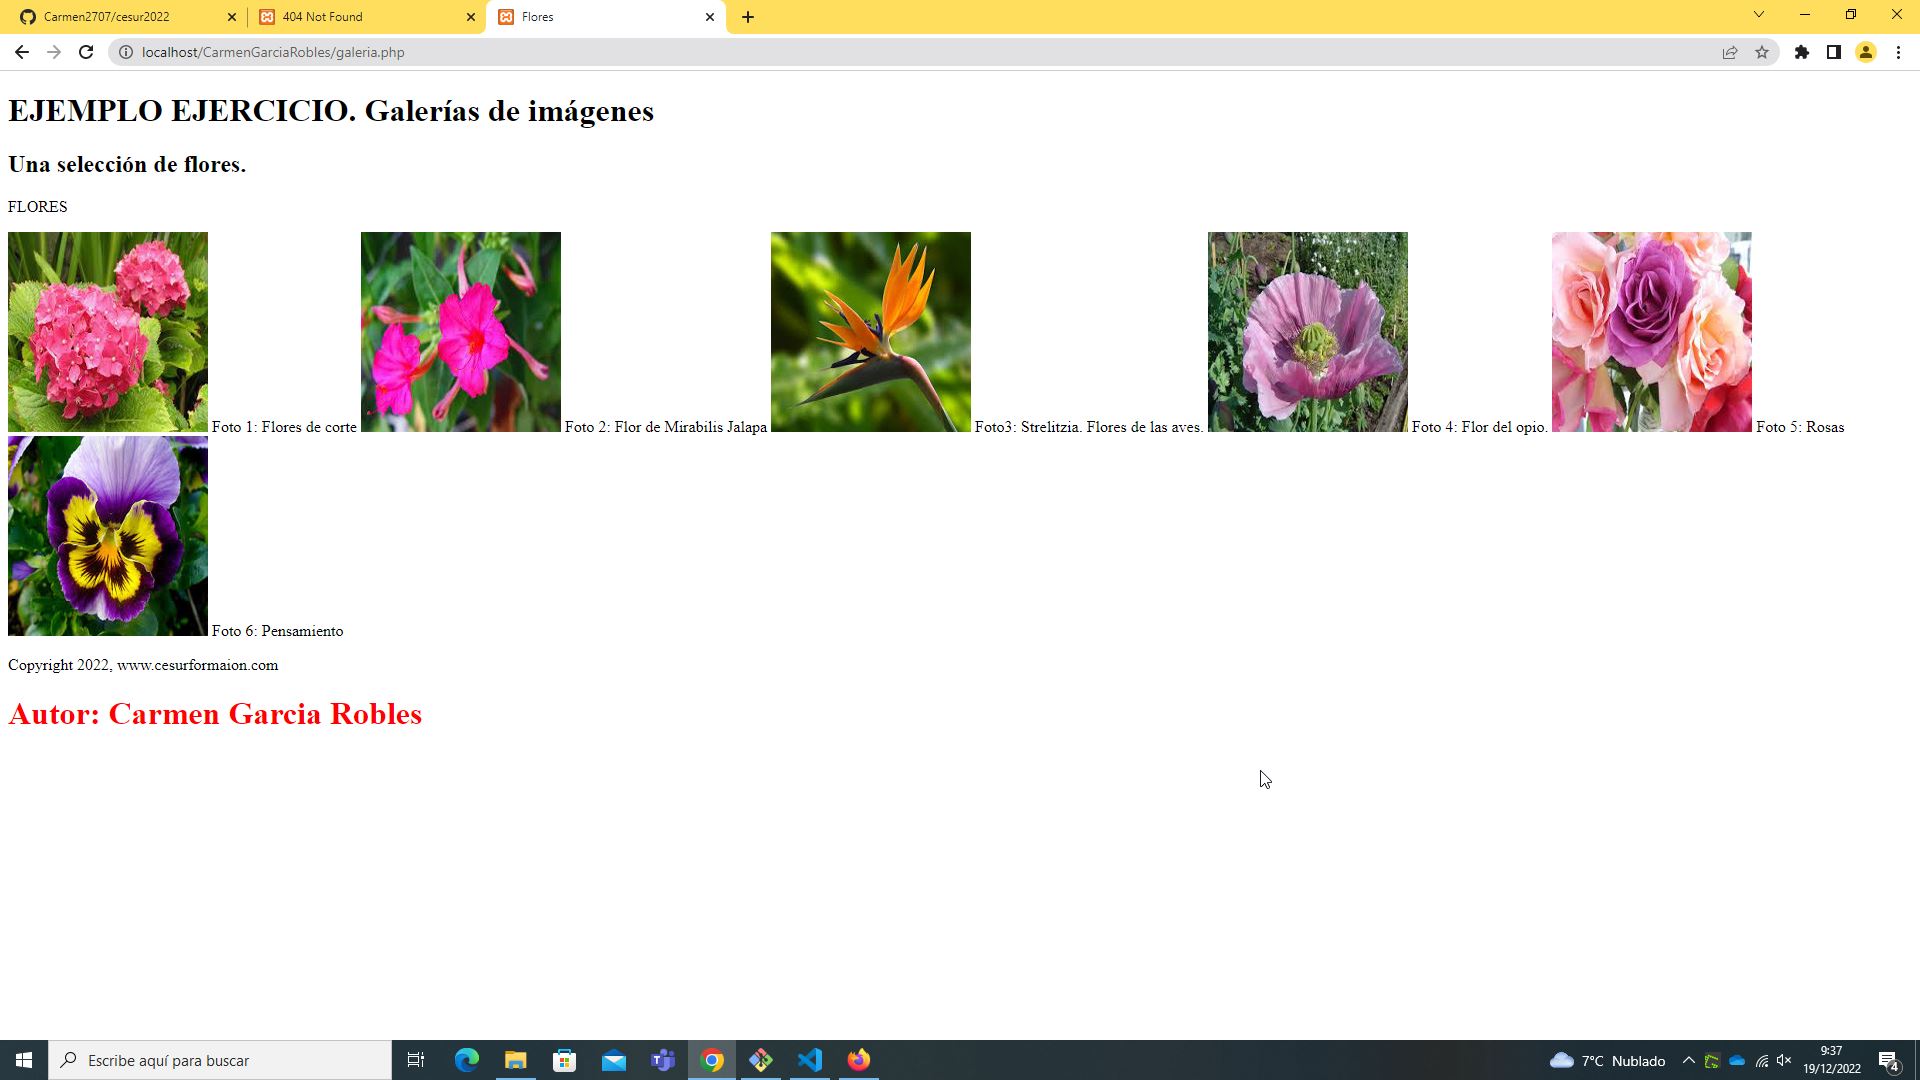 Carmen2707/cesur2022
404 Not Found
Flores
localhost/CarmenGarciaRobles/galeria.php
EJEMPLO EJERCICIO. Galerías de imágenes
Una selección de flores.
FLORES
Foto 1: Flores de corte
Foto 2: Flor de Mirabilis Jalapa
Foto3: Strelitzia. Flores de las aves.
Foto 4: Flor del opio.
Foto 5: Rosas
Foto 6: Pensamiento
Copyright 2022, www.cesurformaion.com
Autor: Carmen Garcia Robles
Escribe aquí para buscar
7°C Nublado
9:37
19/12/2022
4